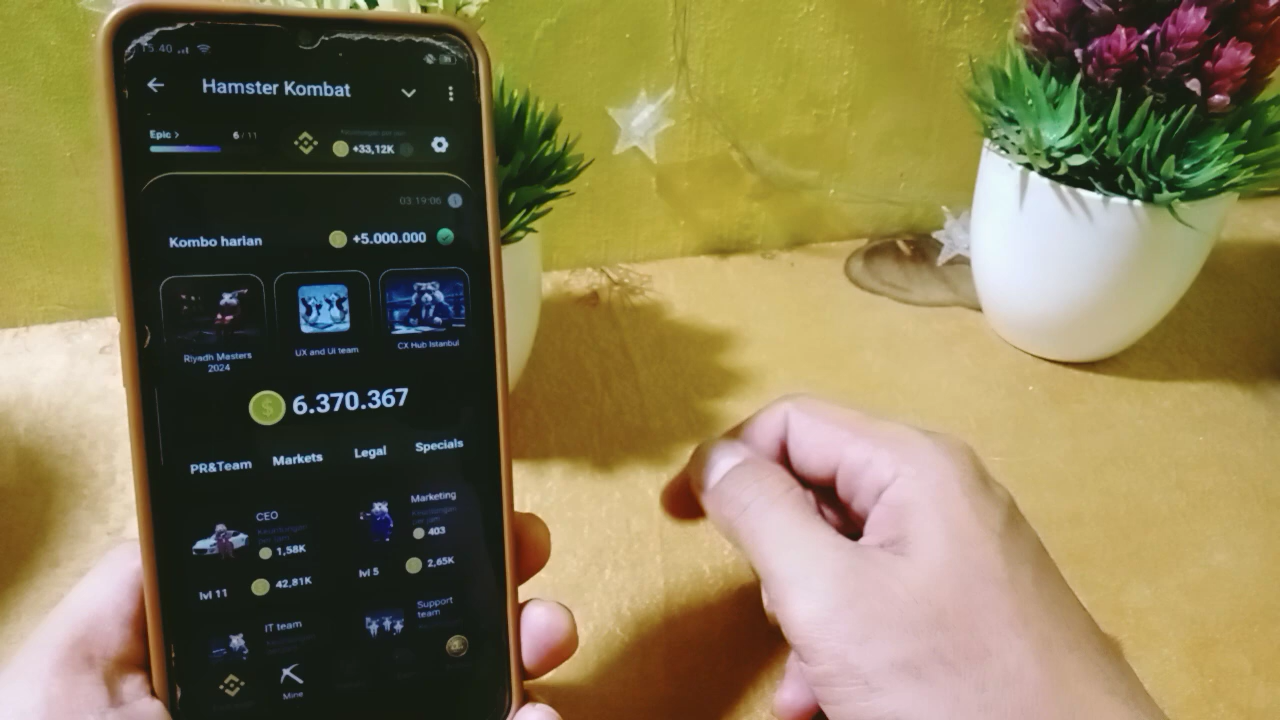 15.40
Hamster Kombat
Epic >
6 / 11
+33,12K
03:19:06
Kombo harian
+5.000.000
Riyadh Masters
2024
UX and UI team
CX Hub Istanbul
6.370.367
PR&Team
Markets
Legal
Specials
CEO
1,58K
lvl 11
42,81K
Marketing
403
lvl 5
2,65K
IT team
Support
team
Mine